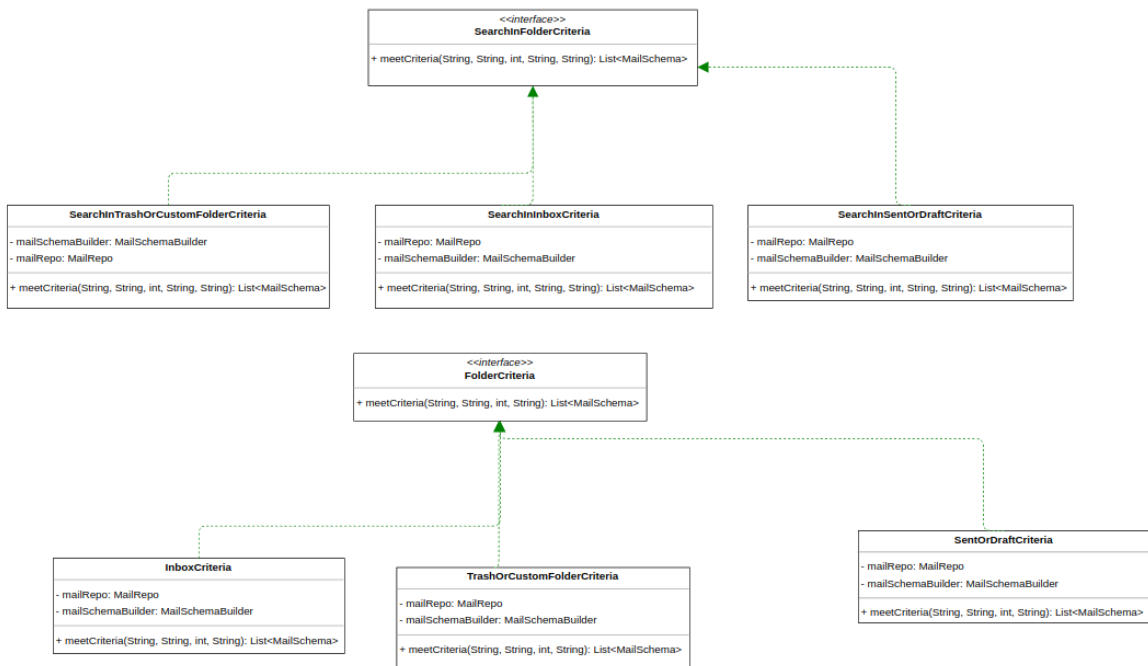 <<interface>>
SearchInFolderCriteria
+ meetCriteria(String, String, int, String, String): List<MailSchema>
SearchInTrashOrCustomFolderCriteria
- mailSchemaBuilder: MailSchemaBuilder
- mailRepo: MailRepo
+ meetCriteria(String, String, int, String, String): List<MailSchema>
SearchInInboxCriteria
- mailRepo: MailRepo
- mailSchemaBuilder: MailSchemaBuilder
+ meetCriteria(String, String, int, String, String): List<MailSchema>
SearchInSentOrDraftCriteria
- mailRepo: MailRepo
- mailSchemaBuilder: MailSchemaBuilder
+ meetCriteria(String, String, int, String, String): List<MailSchema>
<<interface>>
FolderCriteria
+ meetCriteria(String, String, int, String): List<MailSchema>
InboxCriteria
- mailRepo: MailRepo
- mailSchemaBuilder: MailSchemaBuilder
+ meetCriteria(String, String, int, String): List<MailSchema>
TrashOrCustomFolderCriteria
- mailRepo: MailRepo
- mailSchemaBuilder: MailSchemaBuilder
+ meetCriteria(String, String, int, String): List<MailSchema>
SentOrDraftCriteria
- mailRepo: MailRepo
- mailSchemaBuilder: MailSchemaBuilder
+ meetCriteria(String, String, int, String): List<MailSchema>